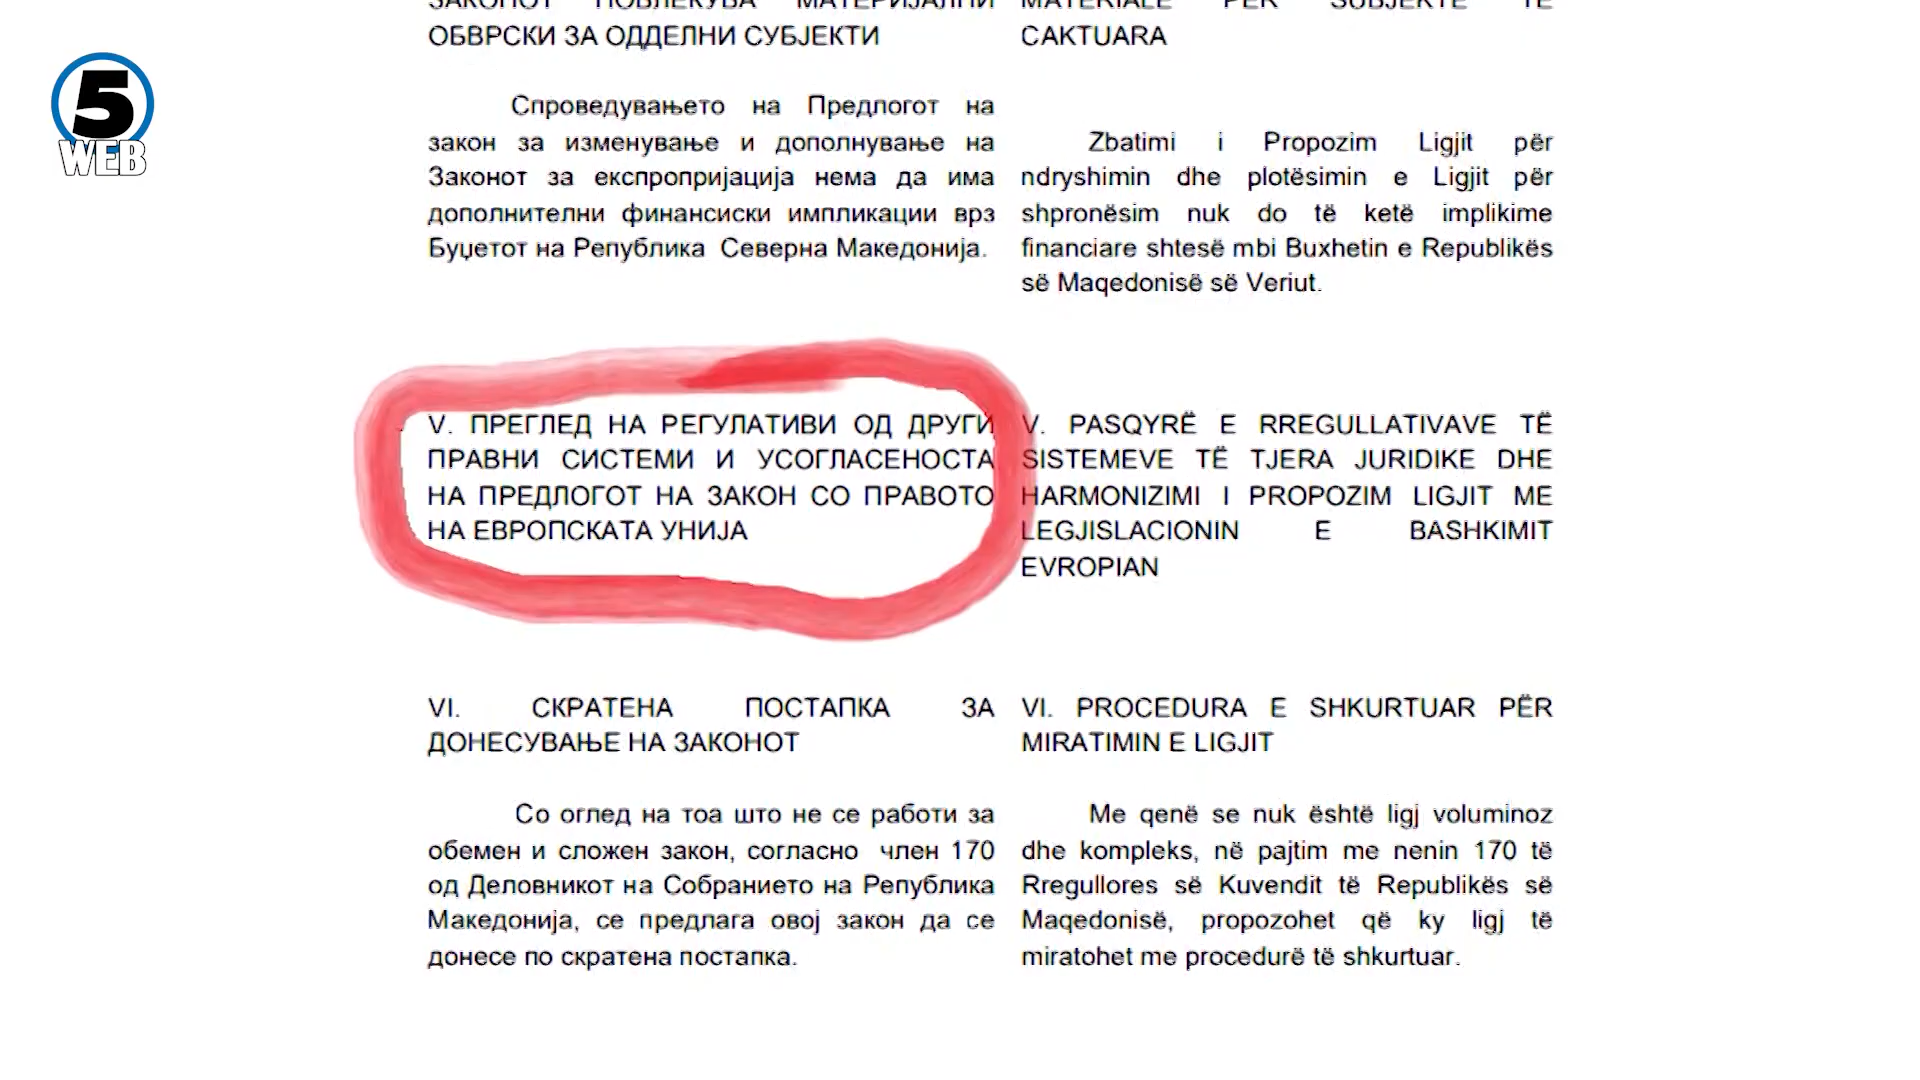 5
WEB
ЗАКОНОТ ПОВЛЕКУВА МАТЕРИЈАЛНИ
ОБВРСКИ ЗА ОДДЕЛНИ СУБЈЕКТИ
Спроведувањето на Предлогот на
закон за изменување и дополнување на
Законот за експропријација нема да има
дополнителни финансиски импликации врз
Буџетот на Република Северна Македонија.
V. ПРЕГЛЕД НА РЕГУЛАТИВИ ОД ДРУГИ
ПРАВНИ СИСТЕМИ И УСОГЛАСЕНОСТА
НА ПРЕДЛОГОТ НА ЗАКОН СО ПРАВОТО
НА ЕВРОПСКАТА УНИЈА
VI. СКРАТЕНА ПОСТАПКА ЗА
ДОНЕСУВАЊЕ НА ЗАКОНОТ
Со оглед на тоа што не се работи за
обемен и сложен закон, согласно член 170
од Деловникот на Собранието на Република
Македонија, се предлага овој закон да се
донесе по скратена постапка.
MATERIALE PËR SUBJEKTE TË
CAKTUARA
Zbatimi i Propozim Ligjit për
ndryshimin dhe plotësimin e Ligjit për
shpronësim nuk do të ketë implikime
financiare shtesë mbi Buxhetin e Republikës
së Maqedonisë së Veriut.
V. PASQYRË E RREGULLATIVAVE TË
SISTEMEVE TË TJERA JURIDIKE DHE
HARMONIZIMI I PROPOZIM LIGJIT ME
LEGJISLACIONIN E BASHKIMIT
EVROPIAN
VI. PROCEDURA E SHKURTUAR PËR
MIRATIMIN E LIGJIT
Me qenë se nuk është ligj voluminoz
dhe kompleks, në pajtim me nenin 170 të
Rregullores së Kuvendit të Republikës së
Maqedonisë, propozohet që ky ligj të
miratohet me procedurë të shkurtuar.